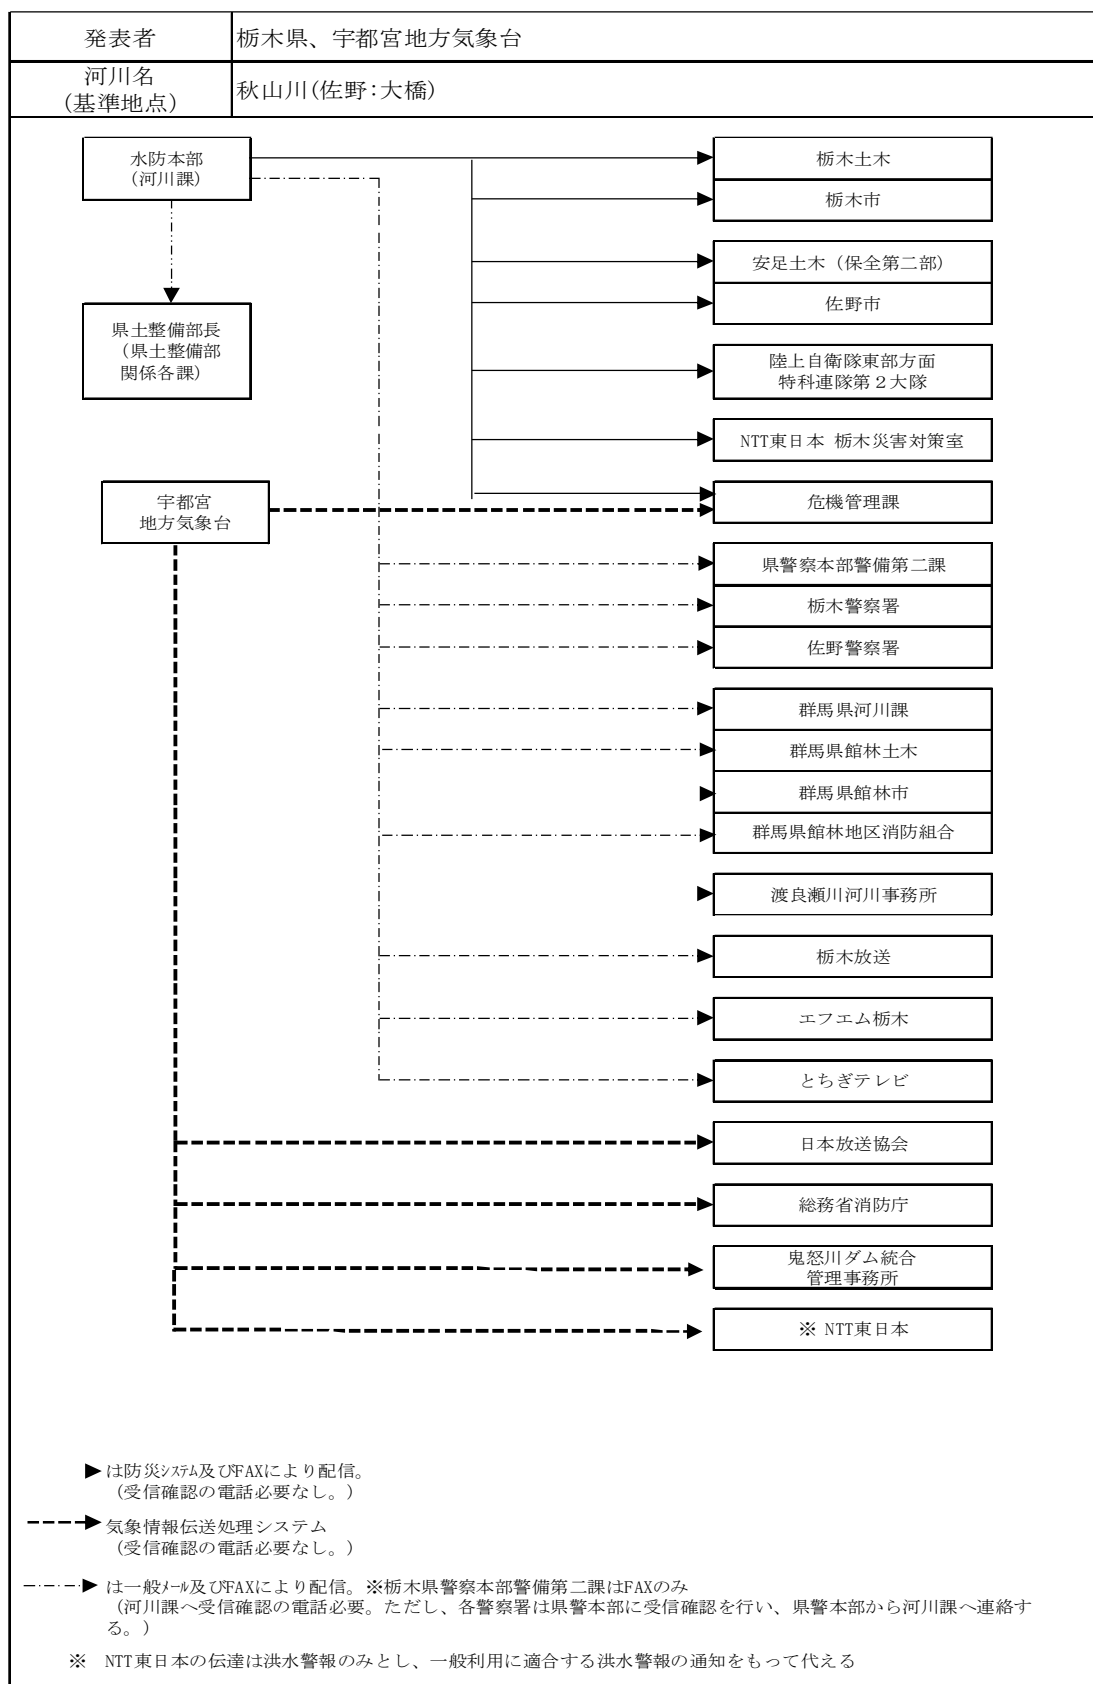 発表者
栃木県、宇都宮地方気象台
河川名
(基準地点)
秋山川(佐野:大橋)
水防本部
(河川課)
県土整備部長
(県土整備部
関係各課)
宇都宮
地方気象台
栃木土木
栃木市
安足土木（保全第二部）
佐野市
陸上自衛隊東部方面
特科連隊第２大隊
NTT東日本 栃木災害対策室
危機管理課
県警察本部警備第二課
栃木警察署
佐野警察署
群馬県河川課
群馬県館林土木
群馬県館林市
群馬県館林地区消防組合
渡良瀬川河川事務所
栃木放送
エフエム栃木
とちぎテレビ
日本放送協会
総務省消防庁
鬼怒川ダム統合
管理事務所
※ NTT東日本
は防災ｼｽﾃﾑ及びFAXにより配信。
（受信確認の電話必要なし。）
気象情報伝送処理システム
（受信確認の電話必要なし。）
は一般ﾒｰﾙ及びFAXにより配信。※栃木県警察本部警備第二課はFAXのみ
（河川課へ受信確認の電話必要。ただし、各警察署は県警本部に受信確認を行い、県警本部から河川課へ連絡す
る。）
※ NTT東日本の伝達は洪水警報のみとし、一般利用に適合する洪水警報の通知をもって代える